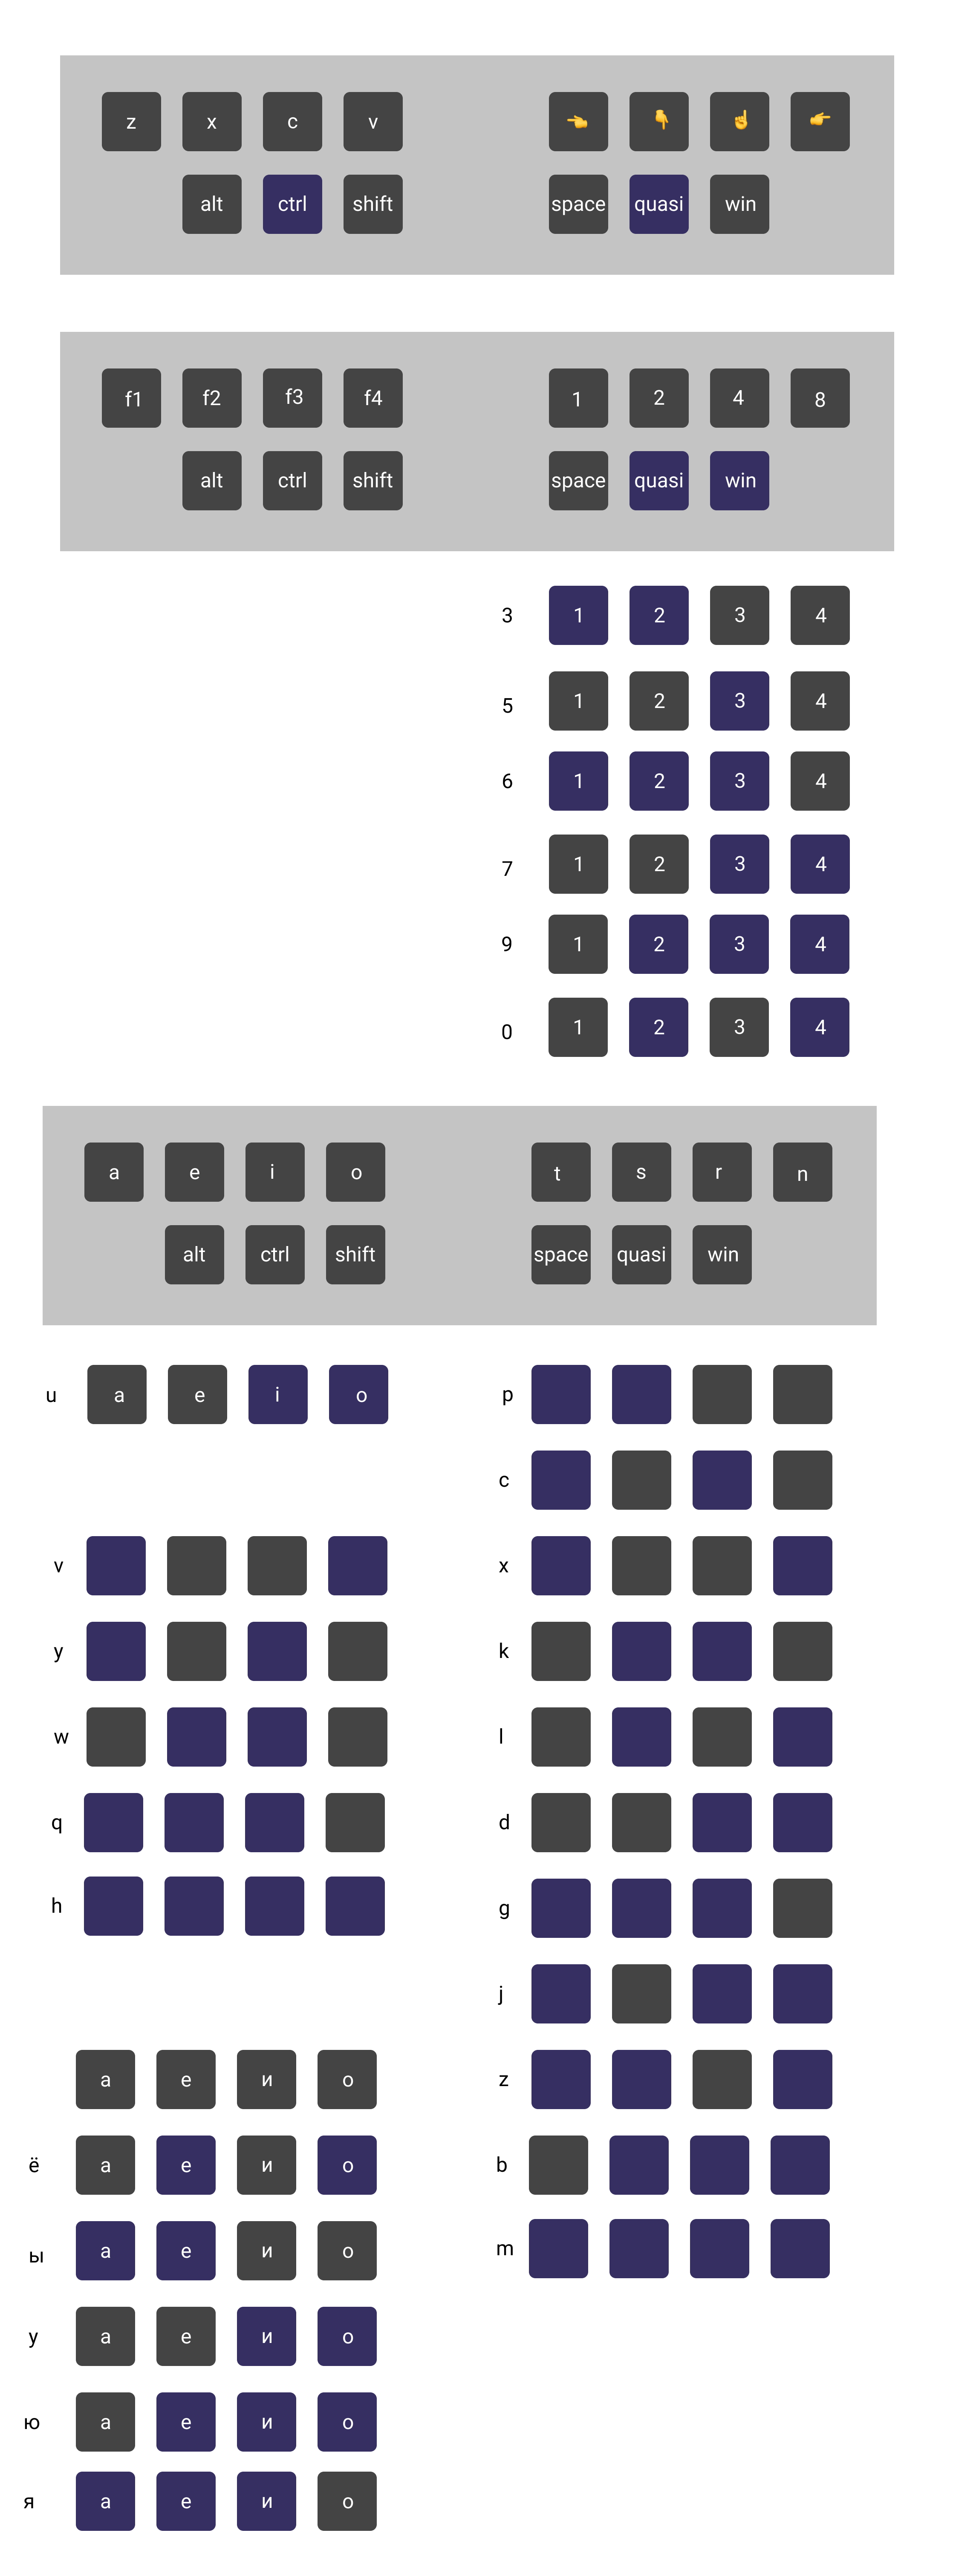 z x c v 👈 👇 ☝ 👉
alt ctrl shift space quasi win
f1 f2 f3 f4 1 2 4 8
alt ctrl shift space quasi win
3 1 2 3 4
5 1 2 3 4
6 1 2 3 4
7 1 2 3 4
9 1 2 3 4
0 1 2 3 4
a e i o t s r n
alt ctrl shift space quasi win
u a e i o p
c
v x
y k
w l
q d
h g
j
а е и о z
ё а е и о b
ы а е и о m
у а е и о
ю а е и о
я а е и о